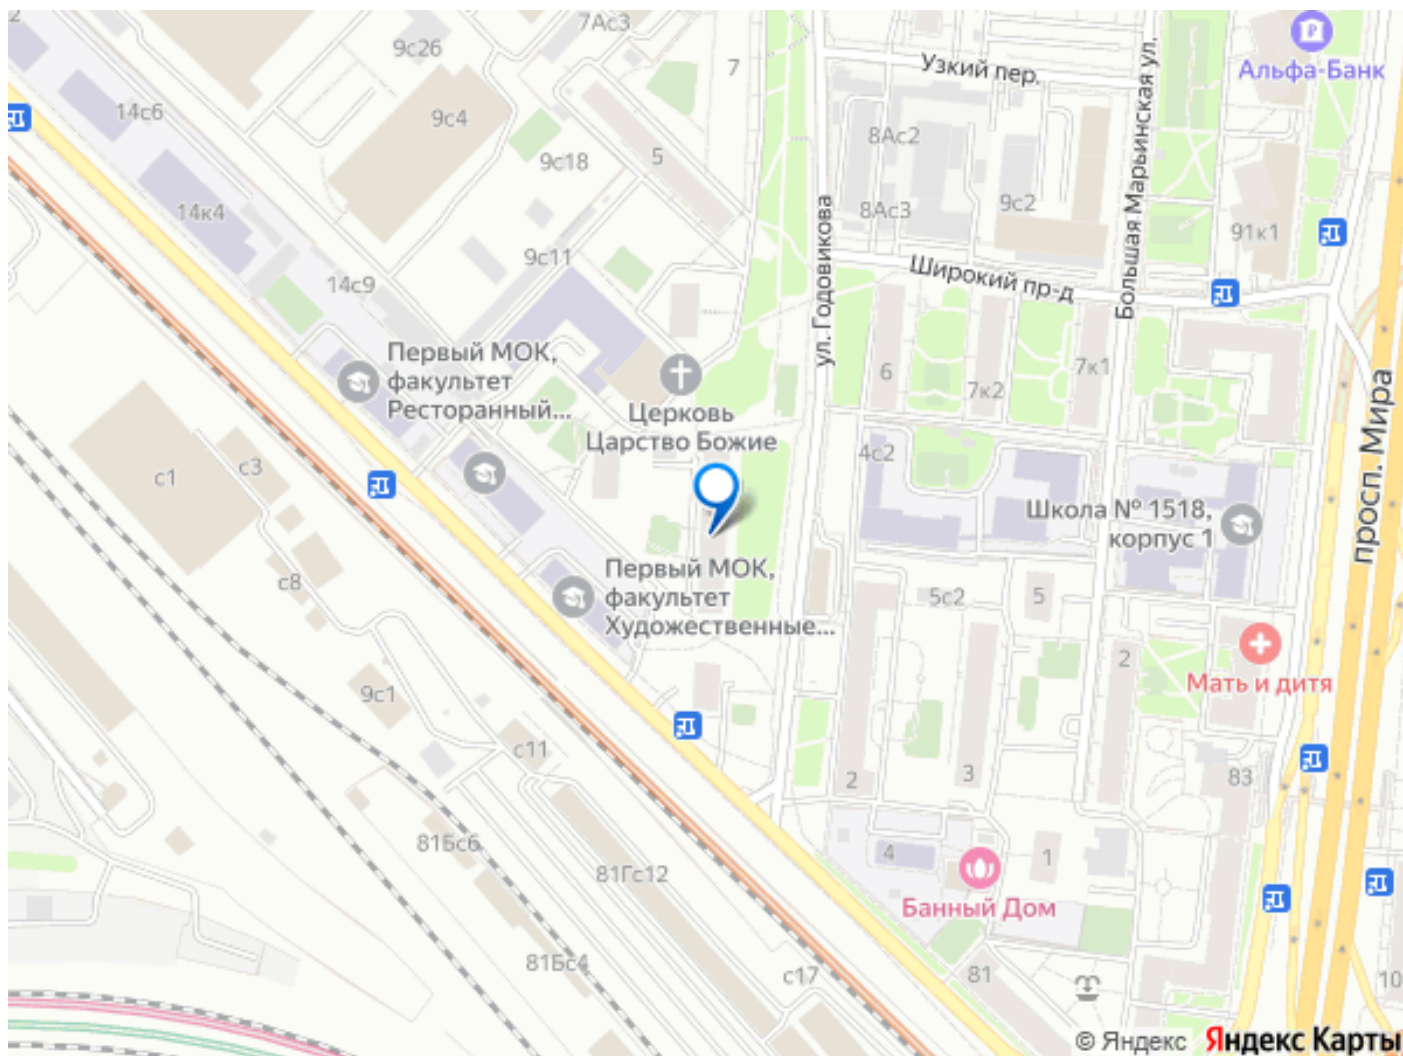 2
7Ас3
9с26
7
Узкий пер.
Альфа-Банк
14с6
9с4
8Ас2
9с18
5
Большая Марьинская ул.
14к4
8Ас3
9с2
91к1
9с11
ул. Годовикова
Широкий пр-д
14с9
Первый МОК,
факультет
Ресторанный...
6
7к2
7к1
просп. Мира
Церковь
Царство Божие
с1
с3
4с2
Школа № 1518,
корпус 1
с8
Первый МОК,
факультет
Художественные...
5с2
5
2
Мать и дитя
9с1
с11
2
3
83
81Бс6
81Гс12
4
1
Банный Дом
81Бс4
с17
81
10
© Яндекс Яндекс Карты